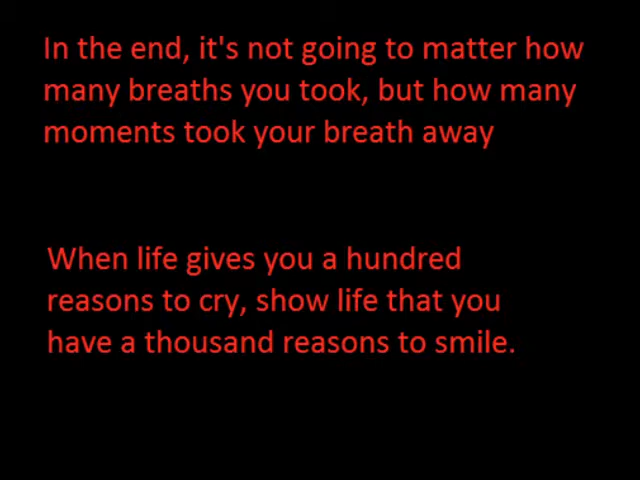 In the end, it's not going to matter how
many breaths you took, but how many
moments took your breath away
When life gives you a hundred
reasons to cry, show life that you
have a thousand reasons to smile.